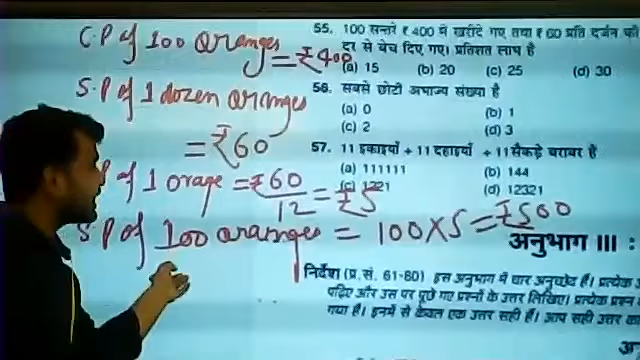 C.P of 100 oranges = ₹400
S.P of 1 dozen oranges
= ₹60
P of 1 orage = ₹60/12 = ₹5
S.P of 100 oranges = 100×5 = ₹500
55. 100 सन्तरे ₹ 400 में खरीदे गए तथा ₹ 60 प्रति दर्जन की
दर से बेच दिए गए। प्रतिशत लाभ है
(a) 15 (b) 20 (c) 25 (d) 30
56. सबसे छोटी अभाज्य संख्या है
(a) 0 (b) 1
(c) 2 (d) 3
57. 11 इकाइयाँ + 11 दहाइयाँ + 11 सैकड़े बराबर है
(a) 111111 (b) 144
(c) 1221 (d) 12321
अनुभाग III :
निर्देश (प्र.सं. 61-80) इस अनुभाग में चार अनुच्छेद हैं। प्रत्येक
पढ़िए और उस पर पूछे गए प्रश्नों के उत्तर लिखिए। प्रत्येक प्रश्न
गया है। इनमें से केवल एक उत्तर सही है। आप सही उत्तर